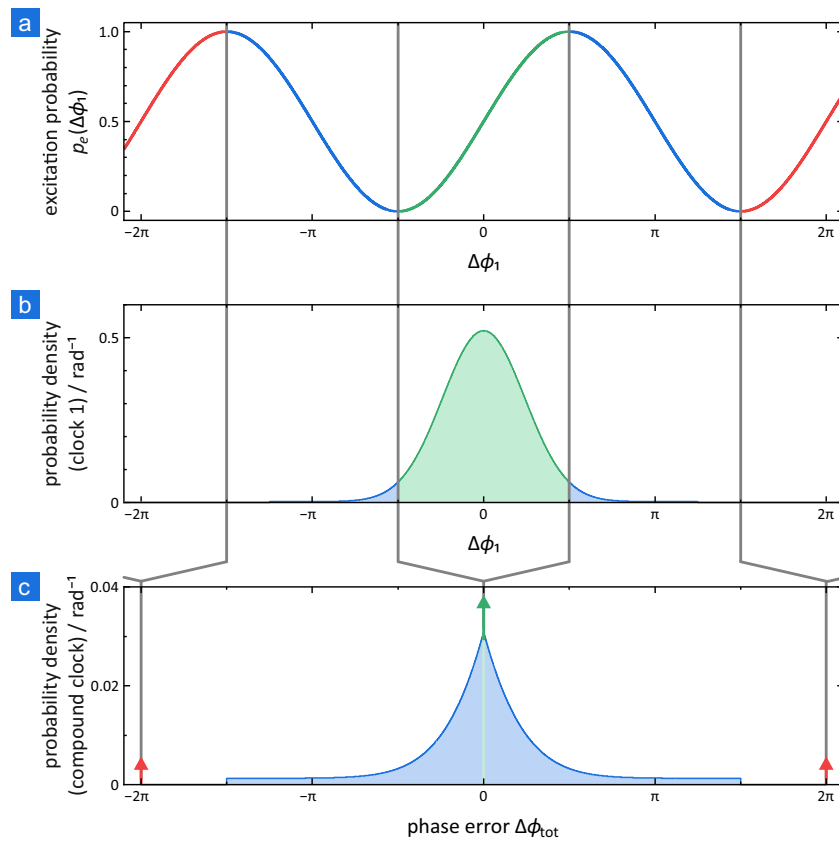 a
excitation probability
pₑ(Δϕ₁)
1.0
0.5
0
−2π
−π
0
π
2π
Δϕ₁
b
probability density
(clock 1) / rad⁻¹
0.5
0
−2π
−π
0
π
2π
Δϕ₁
c
probability density
(compound clock) / rad⁻¹
0.04
0.02
0
−2π
−π
0
π
2π
phase error Δϕtot